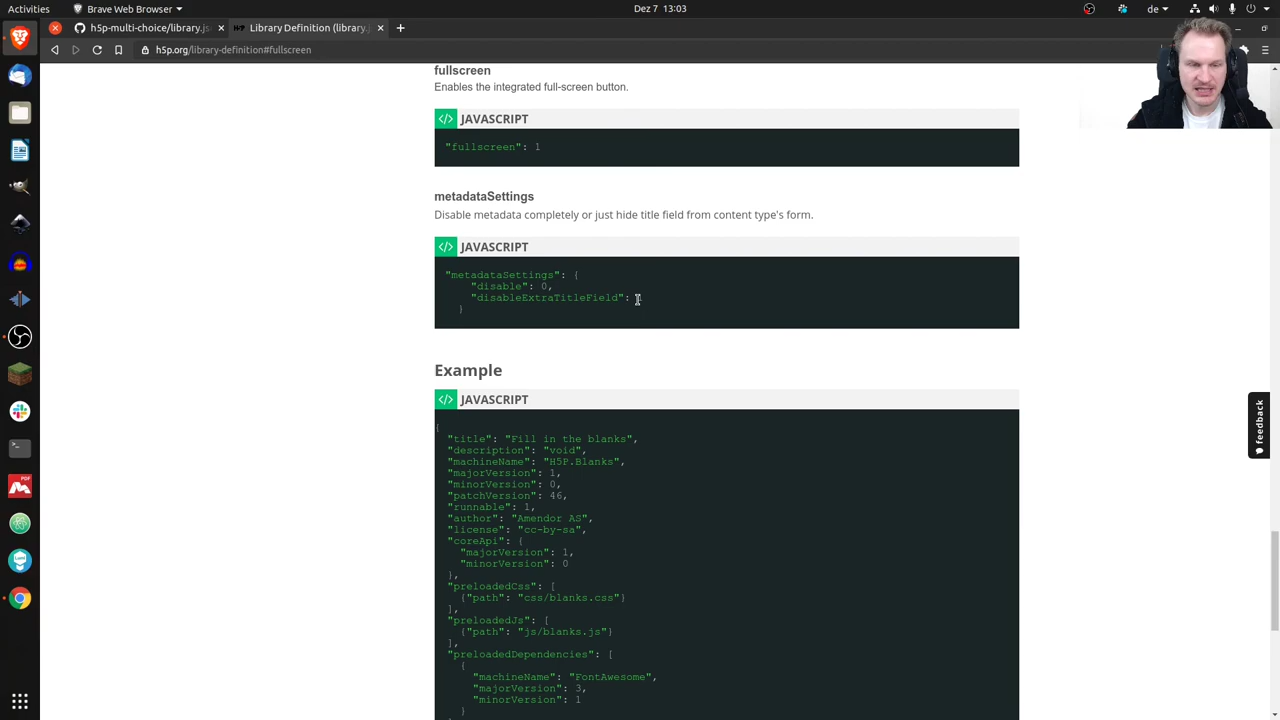 Activities
Brave Web Browser
Dez 7 13:03
de
h5p-multi-choice/library.js
Library Definition (library.j
h5p.org/library-definition#fullscreen
fullscreen
Enables the integrated full-screen button.
</> JAVASCRIPT
"fullscreen": 1
metadataSettings
Disable metadata completely or just hide title field from content type's form.
</> JAVASCRIPT
"metadataSettings": {
"disable": 0,
"disableExtraTitleField": 1
}
Example
</> JAVASCRIPT
{
"title": "Fill in the blanks",
"description": "void",
"machineName": "H5P.Blanks",
"majorVersion": 1,
"minorVersion": 0,
"patchVersion": 46,
"runnable": 1,
"author": "Amendor AS",
"license": "cc-by-sa",
"coreApi": {
"majorVersion": 1,
"minorVersion": 0
},
"preloadedCss": [
{"path": "css/blanks.css"}
],
"preloadedJs": [
{"path": "js/blanks.js"}
],
"preloadedDependencies": [
{
"machineName": "FontAwesome",
"majorVersion": 3,
"minorVersion": 1
}
feedback